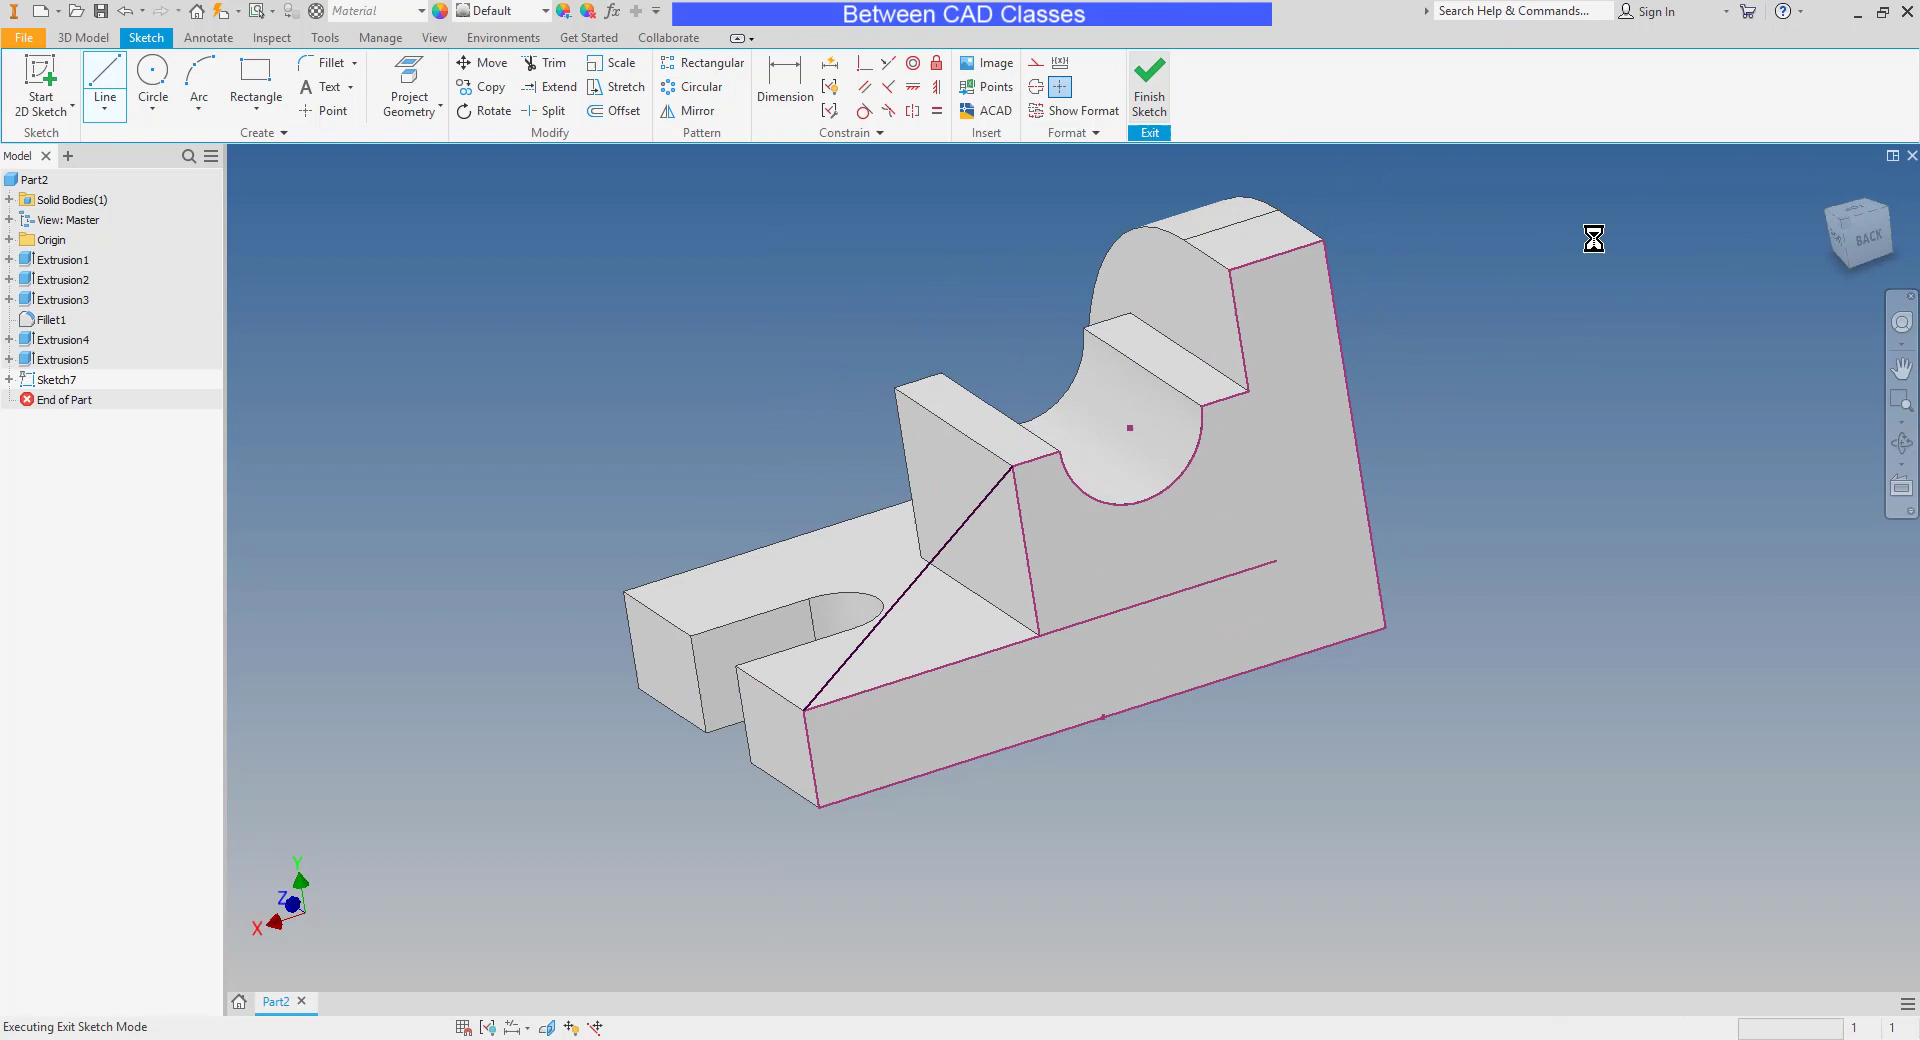 Material
Default
fx
Between CAD Classes
Search Help & Commands...
Sign In
File
3D Model
Sketch
Annotate
Inspect
Tools
Manage
View
Environments
Get Started
Collaborate
Start
2D Sketch
Line
Circle
Arc
Rectangle
Fillet
Text
Point
Project
Geometry
Move
Copy
Rotate
Trim
Extend
Split
Scale
Stretch
Offset
Rectangular
Circular
Mirror
Dimension
Image
Points
ACAD
Show Format
Finish
Sketch
Sketch
Create
Modify
Pattern
Constrain
Insert
Format
Exit
Model
Part2
Solid Bodies(1)
View: Master
Origin
Extrusion1
Extrusion2
Extrusion3
Fillet1
Extrusion4
Extrusion5
Sketch7
End of Part
BACK
Y
Z
X
Part2
Executing Exit Sketch Mode
1
1